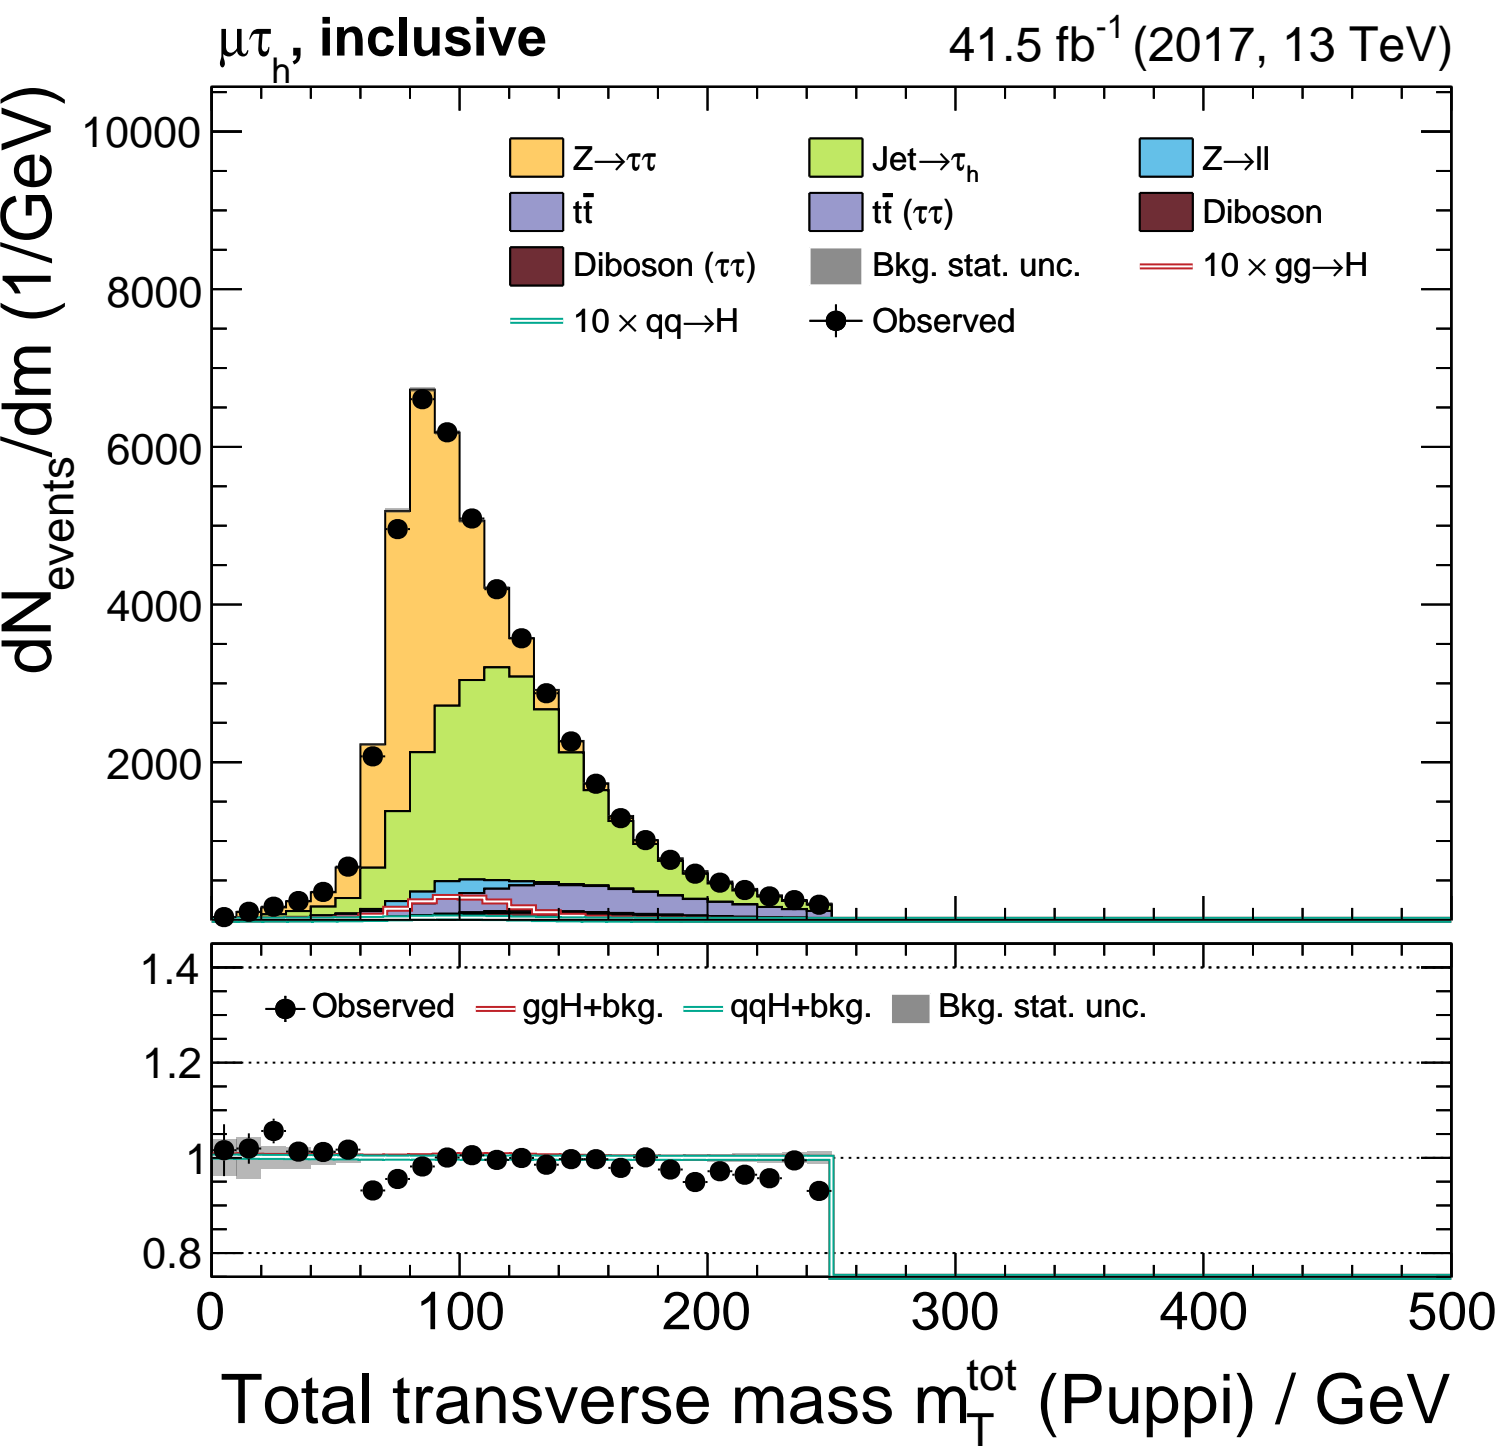 μτh, inclusive 41.5 fb-1 (2017, 13 TeV)
dNevents/dm (1/GeV)
10000
8000
6000
4000
2000
Z→ττ Jet→τh Z→ll
tt̄ tt̄ (ττ) Diboson
Diboson (ττ) Bkg. stat. unc. 10 × gg→H
10 × qq→H Observed
1.4
1.2
1
0.8
Observed ggH+bkg. qqH+bkg. Bkg. stat. unc.
0 100 200 300 400 500
Total transverse mass mTtot (Puppi) / GeV